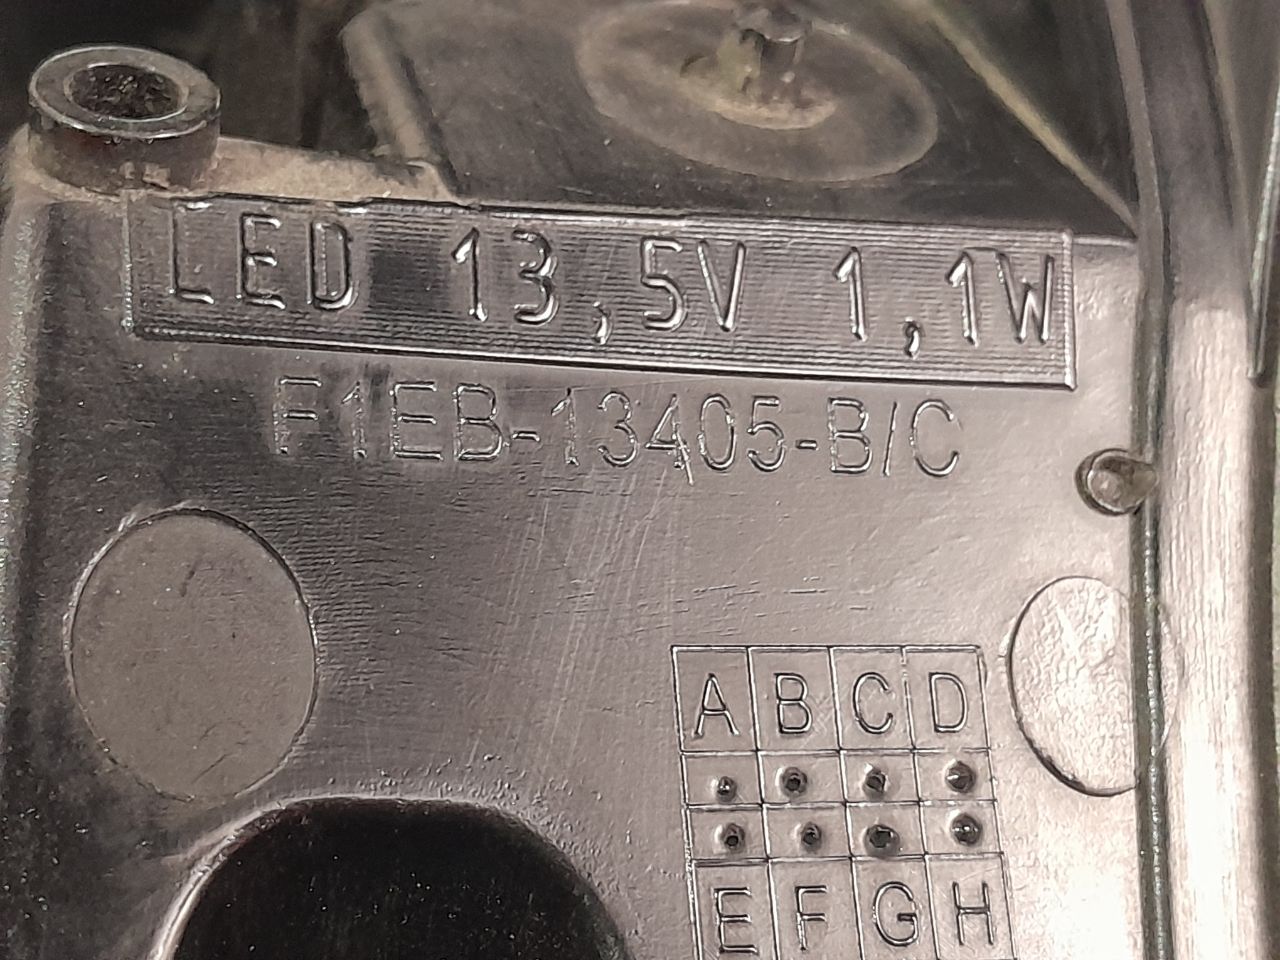 LED 13,5V 1,1W
F1EB-13405-B/C
A B C D
E F G H